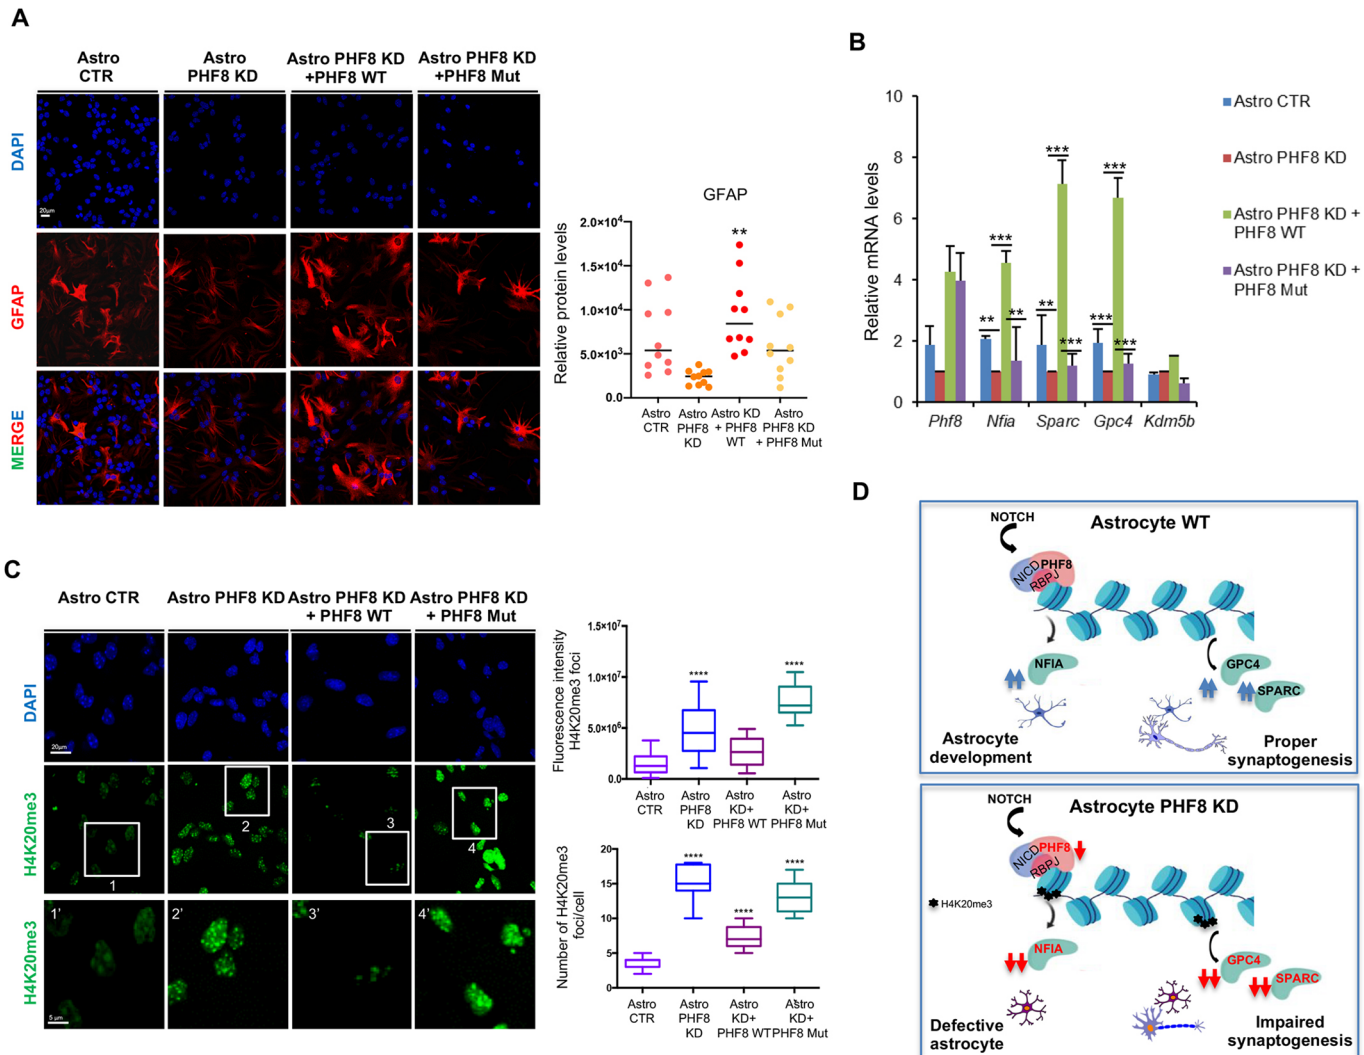 A
Astro
CTR
Astro
PHF8 KD
Astro PHF8 KD
+PHF8 WT
Astro PHF8 KD
+PHF8 Mut
DAPI
20µm
GFAP
MERGE
GFAP
Relative protein levels
2.0×10⁴
1.5×10⁴
1.0×10⁴
5.0×10³
0.0
**
Astro
CTR
Astro
PHF8
KD
Astro KD
+ PHF8
WT
Astro
PHF8 KD
+ PHF8 Mut
B
Relative mRNA levels
10
8
6
4
2
0
**
***
**
**
***
***
***
***
***
Phf8
Nfia
Sparc
Gpc4
Kdm5b
Astro CTR
Astro PHF8 KD
Astro PHF8 KD +
PHF8 WT
Astro PHF8 KD +
PHF8 Mut
C
Astro CTR
Astro PHF8 KD
Astro PHF8 KD
+ PHF8 WT
Astro PHF8 KD
+ PHF8 Mut
DAPI
20µm
H4K20me3
1
2
3
4
H4K20me3
1'
2'
3'
4'
5 µm
Fluorescence intensity
H4K20me3 foci
1.5×10⁷
1.0×10⁷
5.0×10⁶
0.0
****
****
Astro
CTR
Astro
PHF8
KD
Astro
KD+
PHF8 WT
Astro
KD+
PHF8 Mut
Number of H4K20me3
foci/cell
20
15
10
5
0
****
****
****
Astro
CTR
Astro
PHF8
KD
Astro
KD+
PHF8 WT
Astro
KD+
PHF8 Mut
D
Astrocyte WT
NOTCH
NICD
PHF8
RBPJ
NFIA
GPC4
SPARC
Astrocyte
development
Proper
synaptogenesis
Astrocyte PHF8 KD
NOTCH
NICD
PHF8
RBPJ
H4K20me3
NFIA
GPC4
SPARC
Defective
astrocyte
Impaired
synaptogenesis